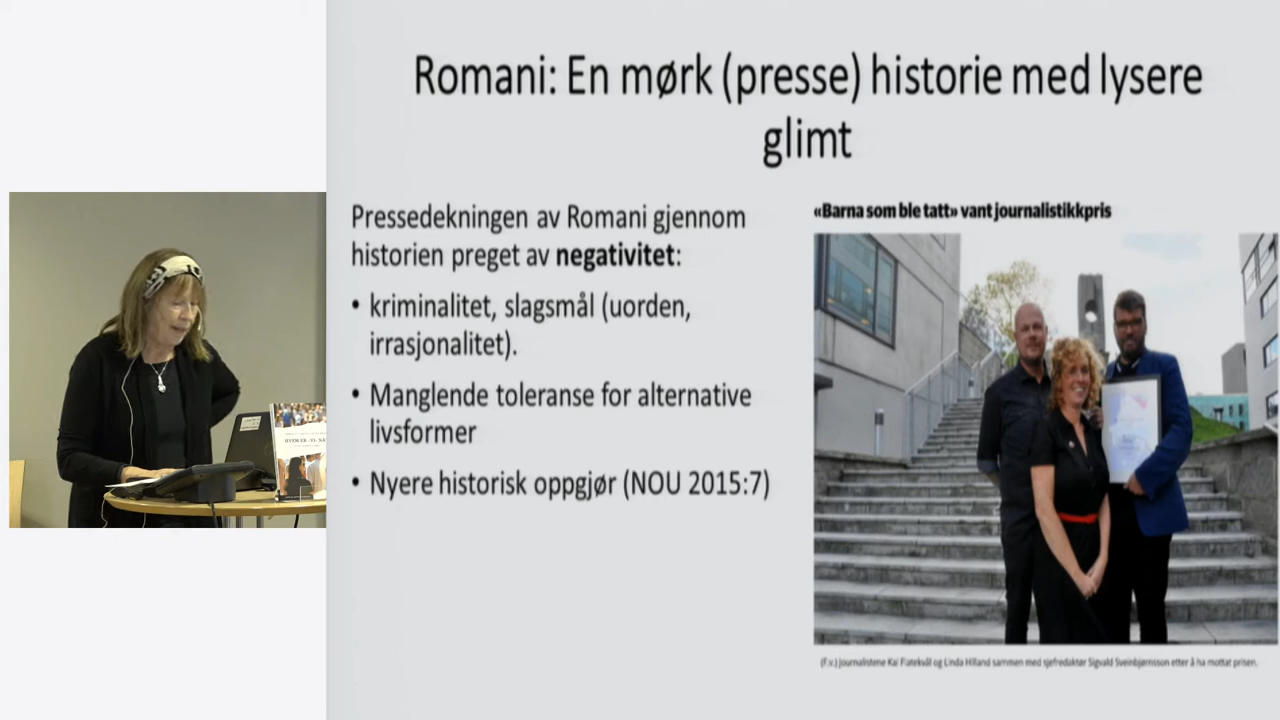 Romani: En mørk (presse) historie med lysere
glimt
Pressedekningen av Romani gjennom
historien preget av negativitet:
• kriminalitet, slagsmål (uorden,
irrasjonalitet).
• Manglende toleranse for alternative
livsformer
• Nyere historisk oppgjør (NOU 2015:7)
«Barna som ble tatt» vant journalistikkpris
(F.v.) Journalistene Kai Flatekvål og Linda Hilland sammen med sjefredaktør Sigvald Sveinbjørnsson etter å ha mottat prisen.